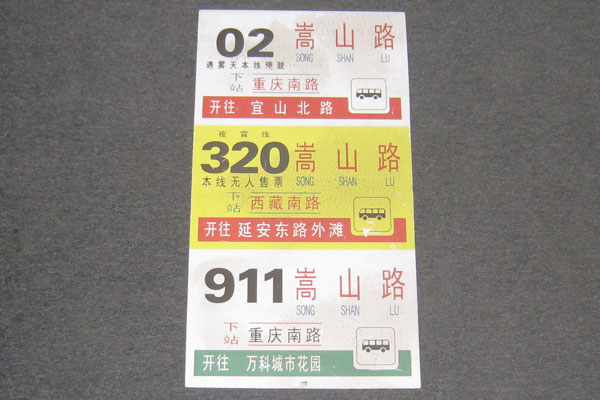 02 嵩山路
遇雾天本线停驶 SONG SHAN LU
下站 重庆南路
开往 宜山北路
夜宵线
320 嵩山路
本线无人售票 SONG SHAN LU
下站 西藏南路
开往 延安东路外滩
911 嵩山路
SONG SHAN LU
下站 重庆南路
开往 万科城市花园